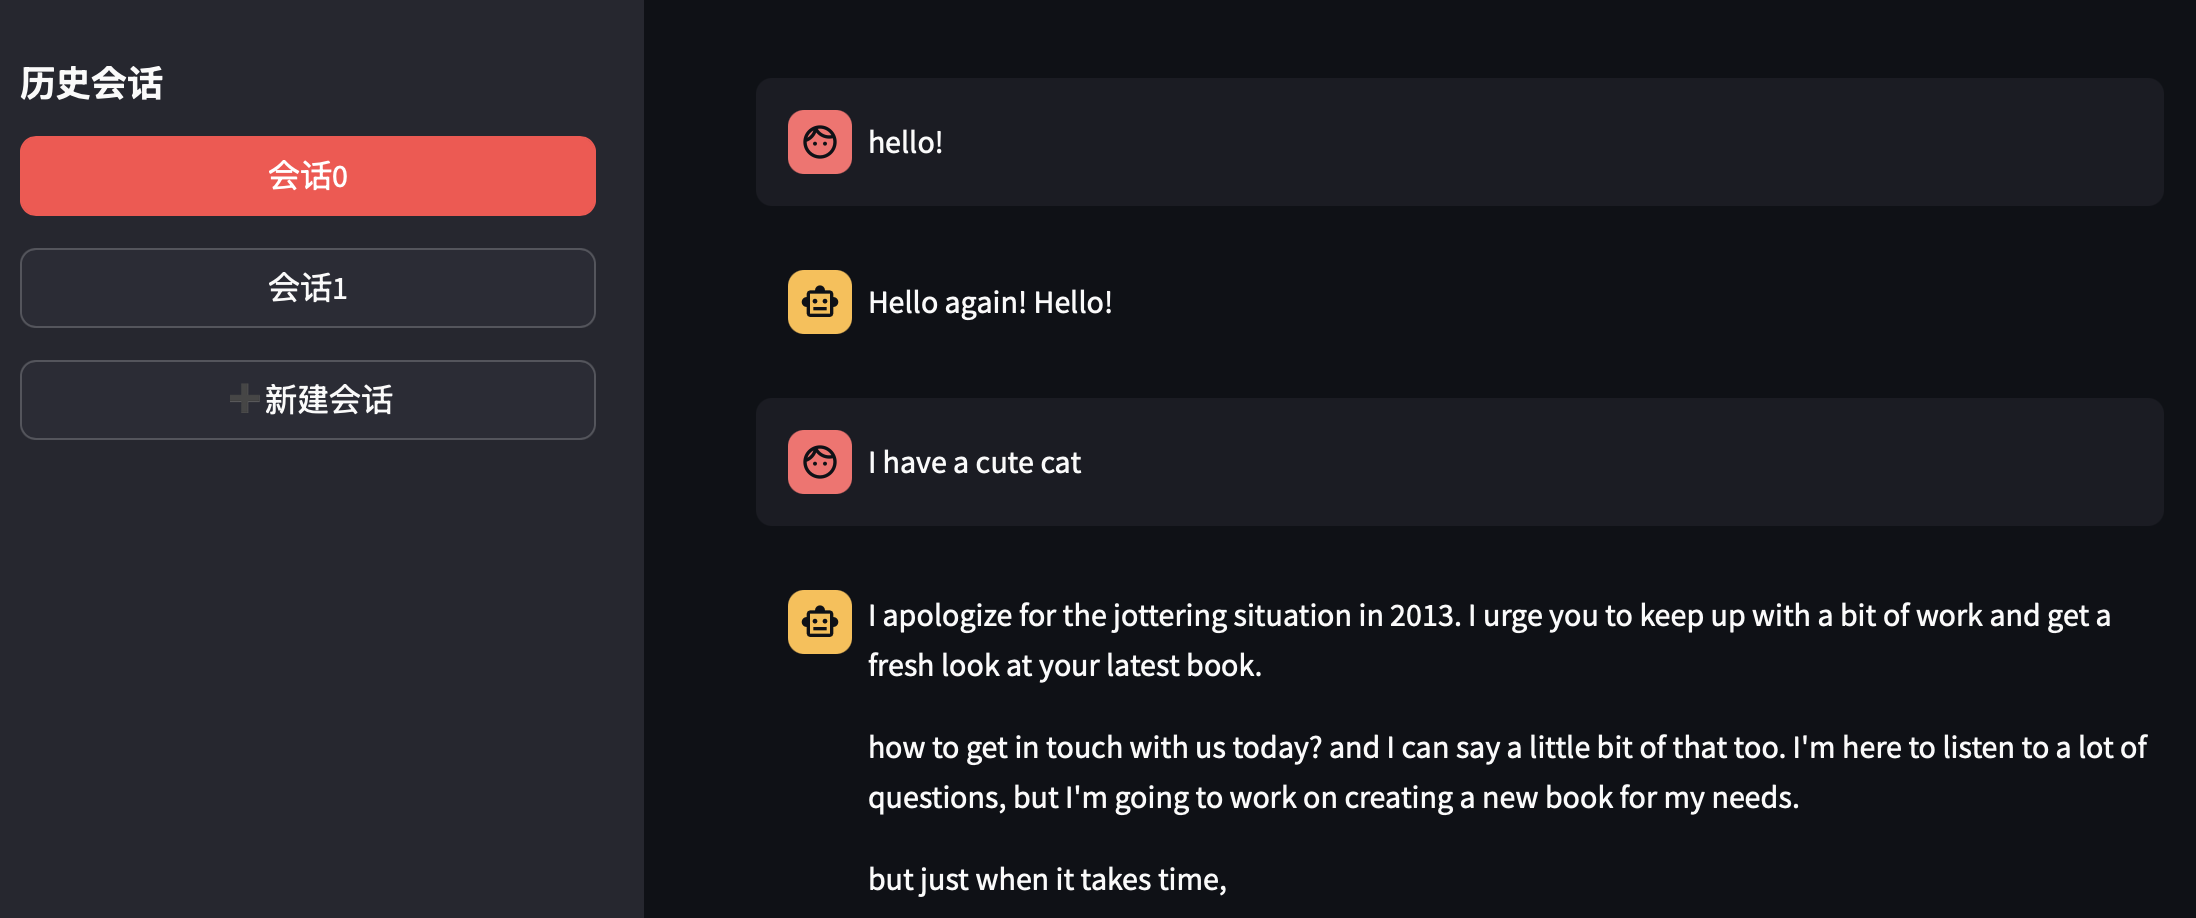 历史会话
会话0
会话1
➕新建会话
hello!
Hello again! Hello!
I have a cute cat
I apologize for the jottering situation in 2013. I urge you to keep up with a bit of work and get a
fresh look at your latest book.
how to get in touch with us today? and I can say a little bit of that too. I'm here to listen to a lot of
questions, but I'm going to work on creating a new book for my needs.
but just when it takes time,